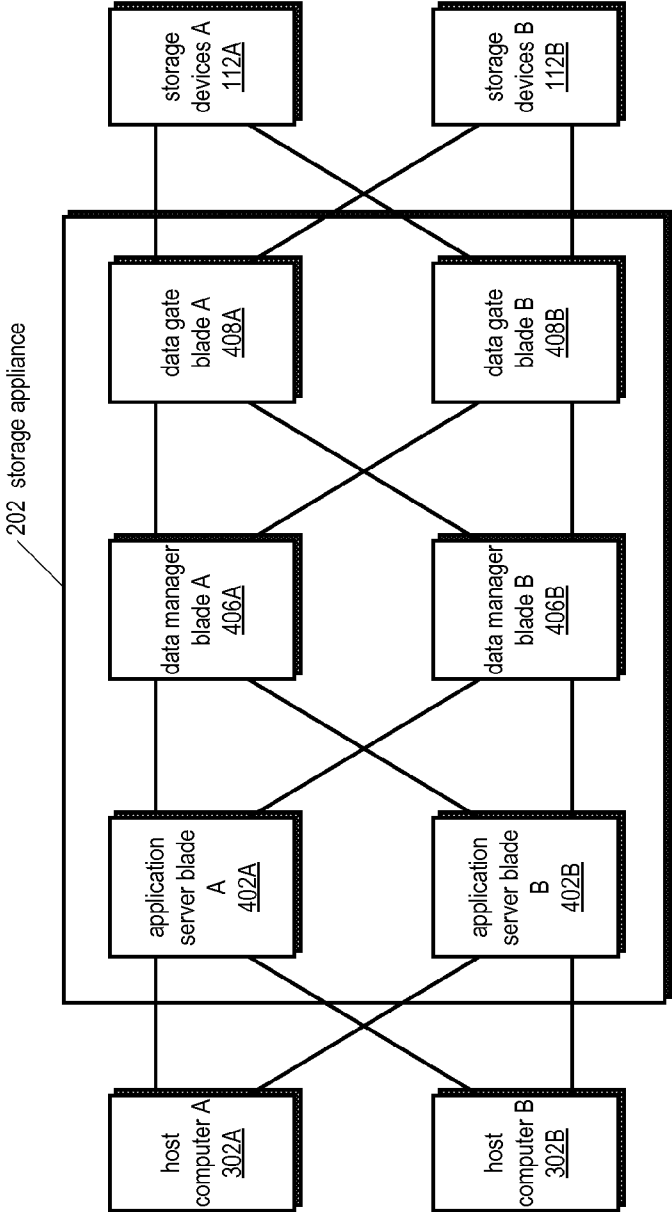 202 storage appliance
host
computer A
302A
application
server blade
A
402A
data manager
blade A
406A
data gate
blade A
408A
storage
devices A
112A
host
computer B
302B
application
server blade
B
402B
data manager
blade B
406B
data gate
blade B
408B
storage
devices B
112B